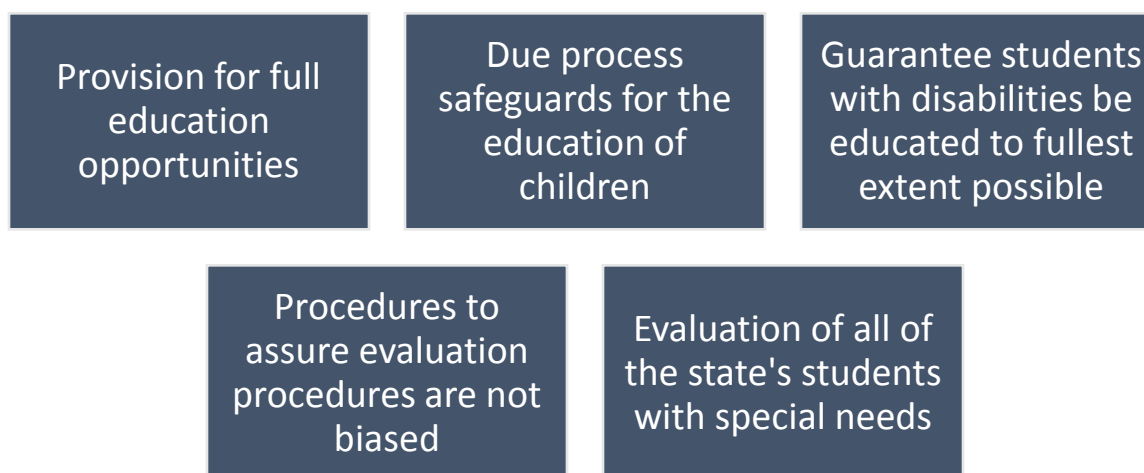 Provision for full
education
opportunities
Due process
safeguards for the
education of
children
Guarantee students
with disabilities be
educated to fullest
extent possible
Procedures to
assure evaluation
procedures are not
biased
Evaluation of all of
the state's students
with special needs